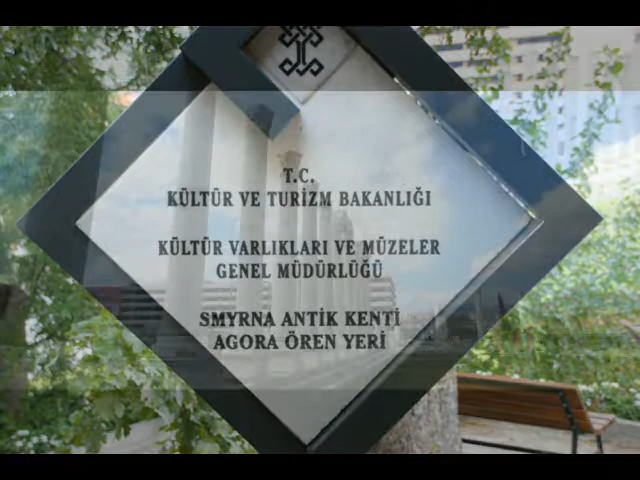 T.C.
KÜLTÜR VE TURİZM BAKANLIĞI
KÜLTÜR VARLIKLARI VE MÜZELER
GENEL MÜDÜRLÜĞÜ
SMYRNA ANTİK KENTİ
AGORA ÖREN YERİ